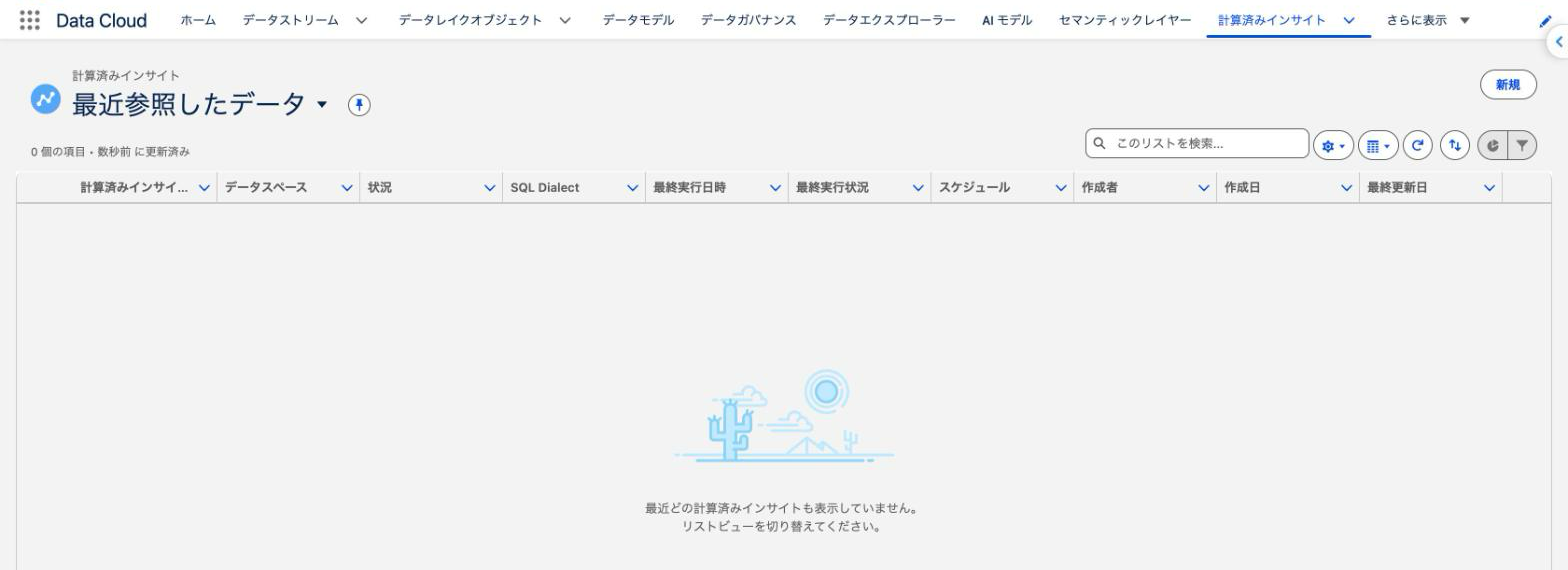 Data Cloud ホーム データストリーム データレイクオブジェクト データモデル データガバナンス データエクスプローラー AI モデル セマンティックレイヤー 計算済みインサイト さらに表示
計算済みインサイト
最近参照したデータ
新規
0 個の項目・数秒前 に更新済み
このリストを検索...
計算済みインサイ... データスペース 状況 SQL Dialect 最終実行日時 最終実行状況 スケジュール 作成者 作成日 最終更新日
最近どの計算済みインサイトも表示していません。
リストビューを切り替えてください。